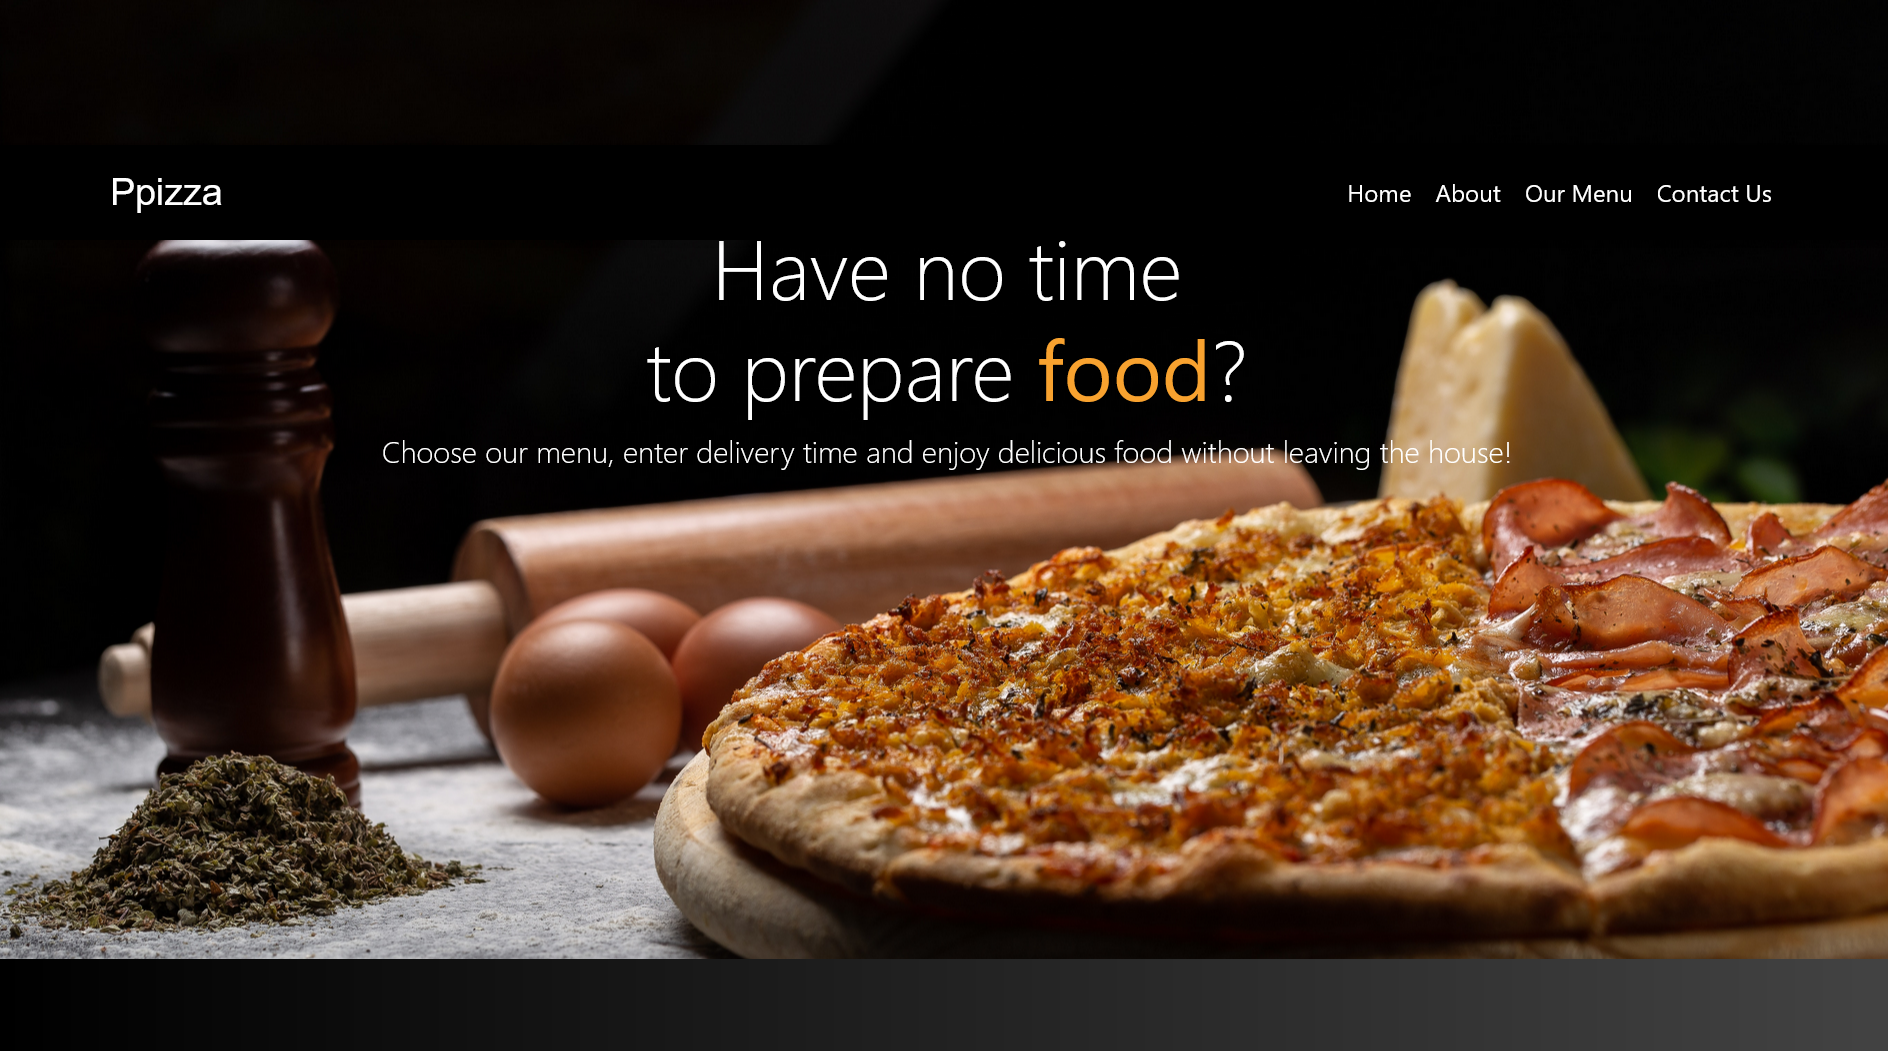 Ppizza
Home About Our Menu Contact Us
Have no time
to prepare food?
Choose our menu, enter delivery time and enjoy delicious food without leaving the house!